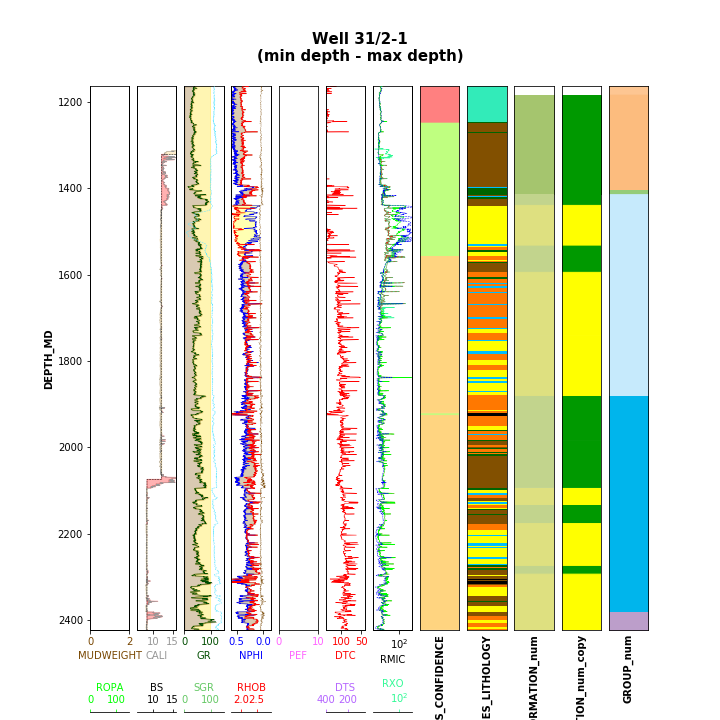 Well 31/2-1
(min depth - max depth)
1200
1400
1600
1800
2000
2200
2400
DEPTH_MD
0 2
10 15
0 100
0.5 0.0
0 10
100 50
10²
MUDWEIGHT
CALI
GR
NPHI
PEF
DTC
RMIC
ROPA
BS
SGR
RHOB
DTS
RXO
0 100
10 15
0 100
2.0 2.5
400 200
10²
S_CONFIDENCE
ES_LITHOLOGY
RMATION_num
TION_num_copy
GROUP_num